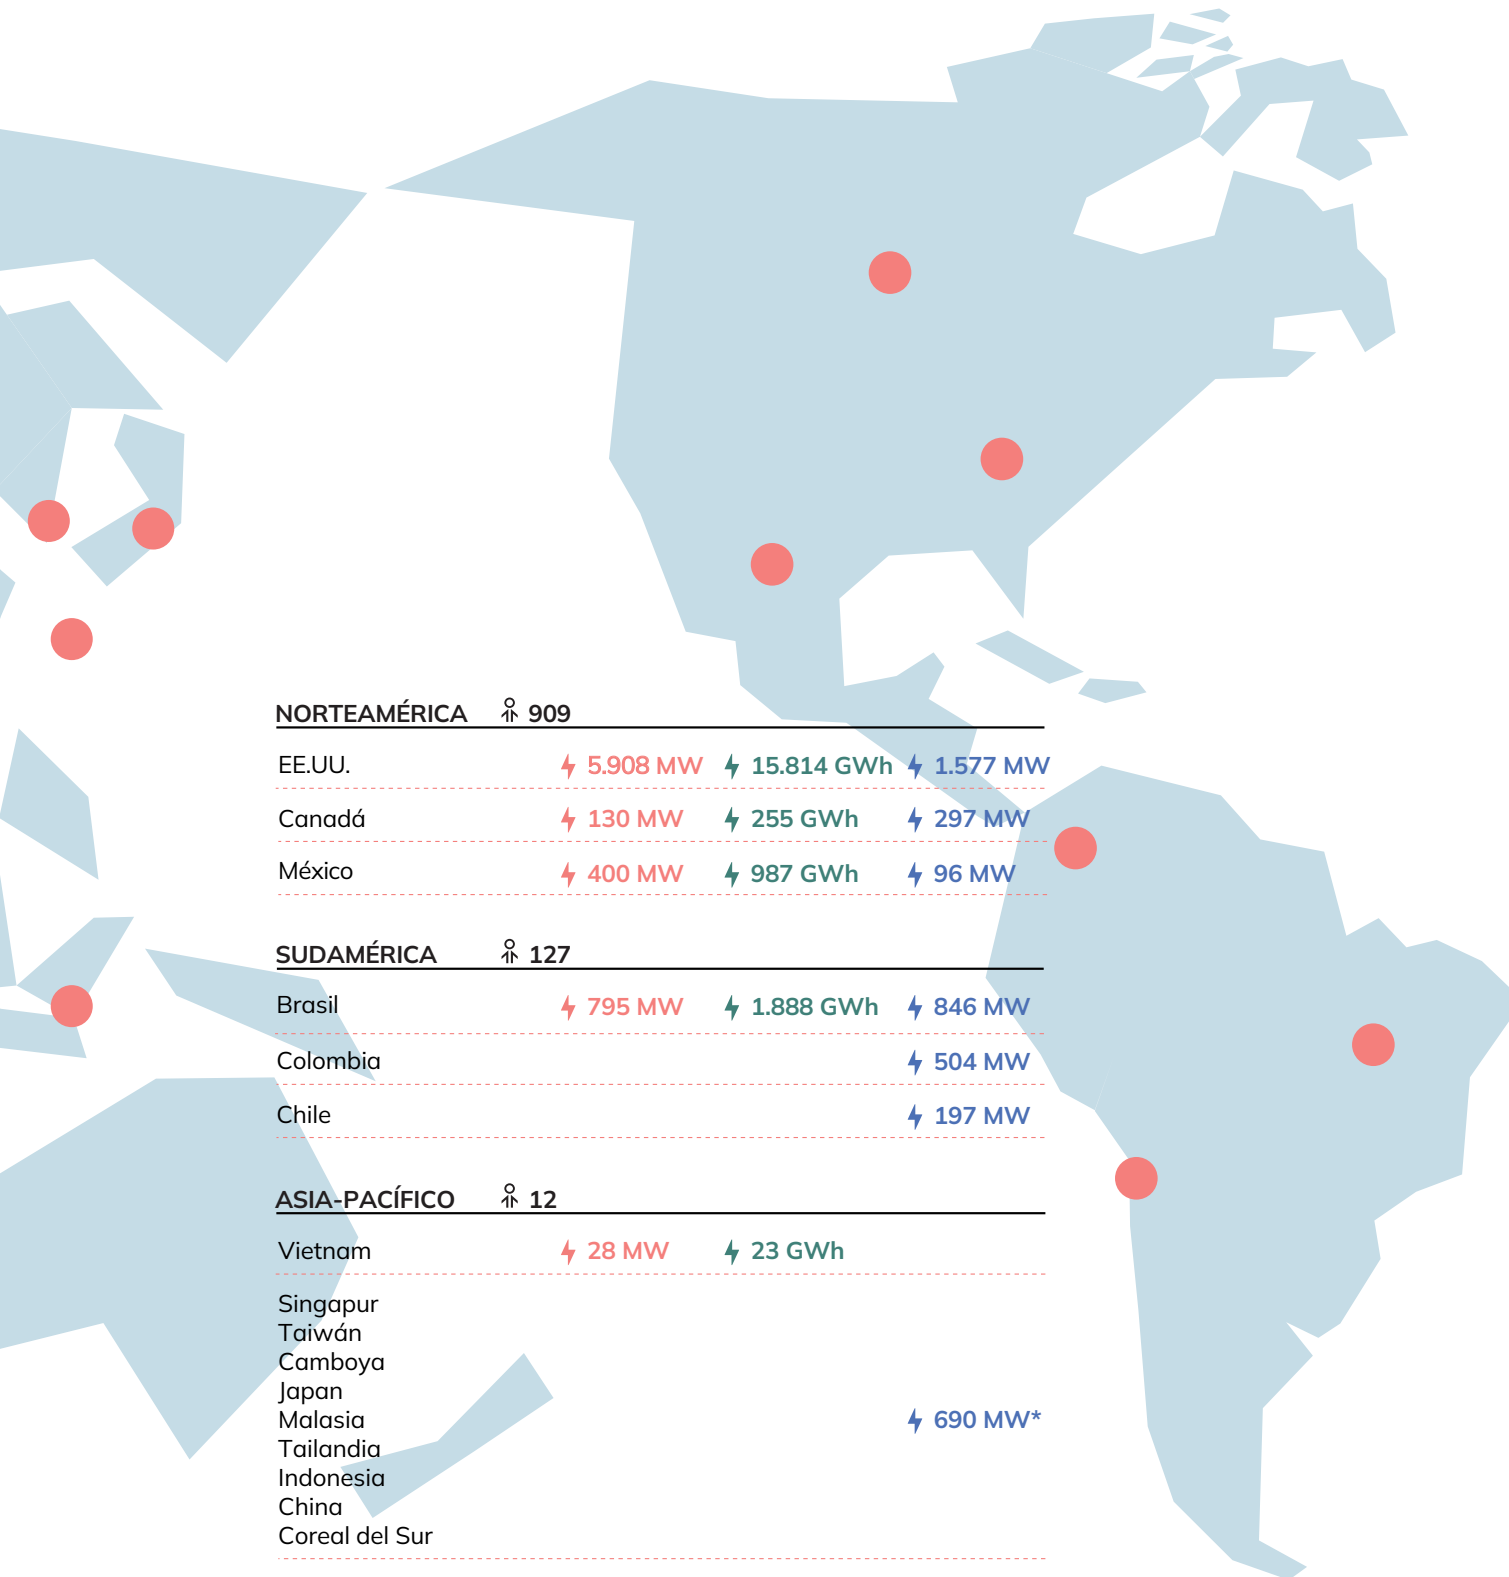 NORTEAMÉRICA 909
EE.UU. 5.908 MW 15.814 GWh 1.577 MW
Canadá 130 MW 255 GWh 297 MW
México 400 MW 987 GWh 96 MW
SUDAMÉRICA 127
Brasil 795 MW 1.888 GWh 846 MW
Colombia 504 MW
Chile 197 MW
ASIA-PACÍFICO 12
Vietnam 28 MW 23 GWh
Singapur
Taiwán
Camboya
Japan
Malasia 690 MW*
Tailandia
Indonesia
China
Coreal del Sur